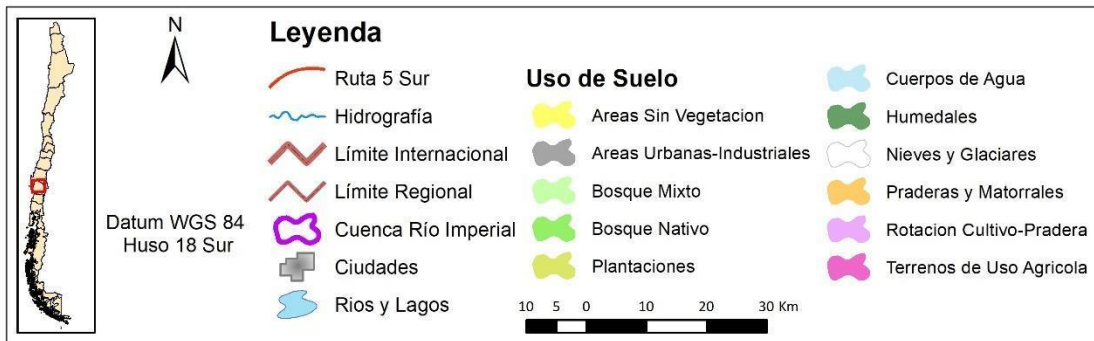 N
Datum WGS 84
Huso 18 Sur
Leyenda
Ruta 5 Sur
Hidrografía
Límite Internacional
Límite Regional
Cuenca Río Imperial
Ciudades
Rios y Lagos
Uso de Suelo
Areas Sin Vegetacion
Areas Urbanas-Industriales
Bosque Mixto
Bosque Nativo
Plantaciones
Cuerpos de Agua
Humedales
Nieves y Glaciares
Praderas y Matorrales
Rotacion Cultivo-Pradera
Terrenos de Uso Agricola
10 5 0 10 20 30 Km